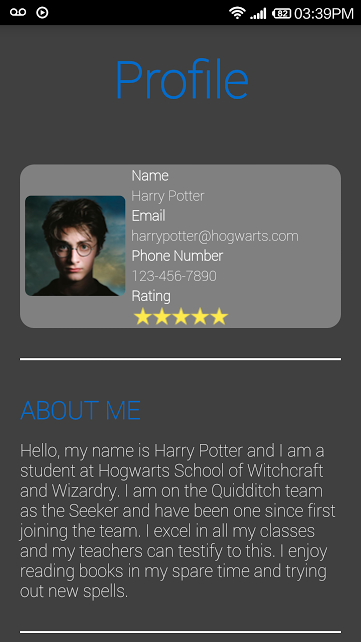 82 03:39PM
Profile
Name
Harry Potter
Email
harrypotter@hogwarts.com
Phone Number
123-456-7890
Rating
ABOUT ME
Hello, my name is Harry Potter and I am a
student at Hogwarts School of Witchcraft
and Wizardry. I am on the Quidditch team
as the Seeker and have been one since first
joining the team. I excel in all my classes
and my teachers can testify to this. I enjoy
reading books in my spare time and trying
out new spells.